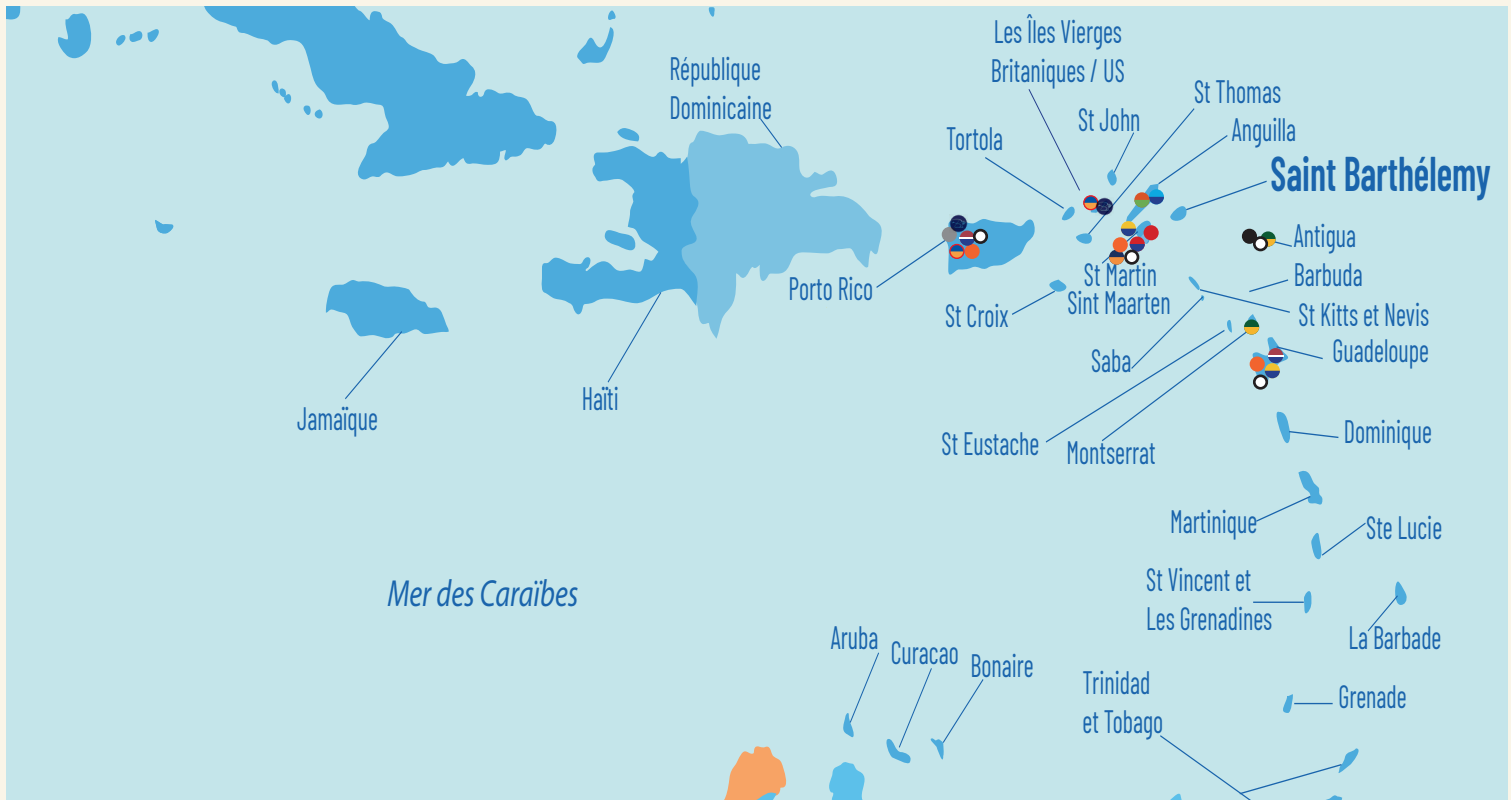 Les Îles Vierges
Britaniques / US
République
Dominicaine
St Thomas
St John
Anguilla
Tortola
Saint Barthélemy
Antigua
Porto Rico
St Martin
Sint Maarten
Barbuda
St Croix
St Kitts et Nevis
Saba
Guadeloupe
Haïti
Jamaïque
St Eustache
Montserrat
Dominique
Martinique
Ste Lucie
Mer des Caraïbes
St Vincent et
Les Grenadines
La Barbade
Aruba
Curacao
Bonaire
Trinidad
et Tobago
Grenade